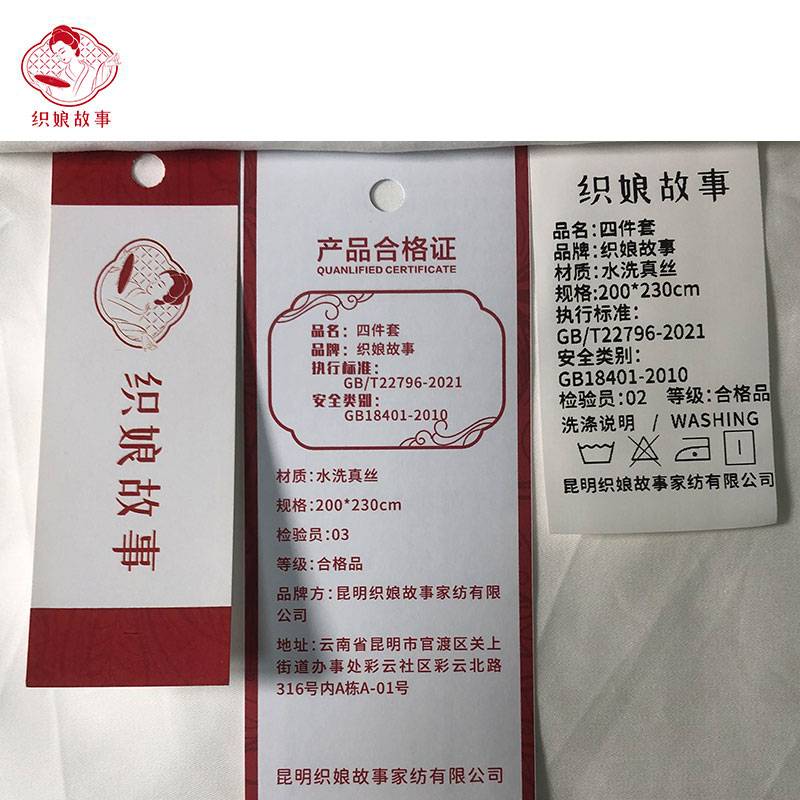 织娘故事
织娘故事
产品合格证
QUANLIFIED CERTIFICATE
品名：四件套
品牌：织娘故事
执行标准：
GB/T22796-2021
安全类别：
GB18401-2010
材质：水洗真丝
规格：200*230cm
检验员：03
等级：合格品
品牌方：昆明织娘故事家纺有限
公司
地址：云南省昆明市官渡区关上
街道办事处彩云社区彩云北路
316号内A栋A-01号
昆明织娘故事家纺有限公司
织娘故事
品名：四件套
品牌：织娘故事
材质：水洗真丝
规格:200*230cm
执行标准：
GB/T22796-2021
安全类别：
GB18401-2010
检验员:02 等级：合格品
洗涤说明 / WASHING
昆明织娘故事家纺有限公司